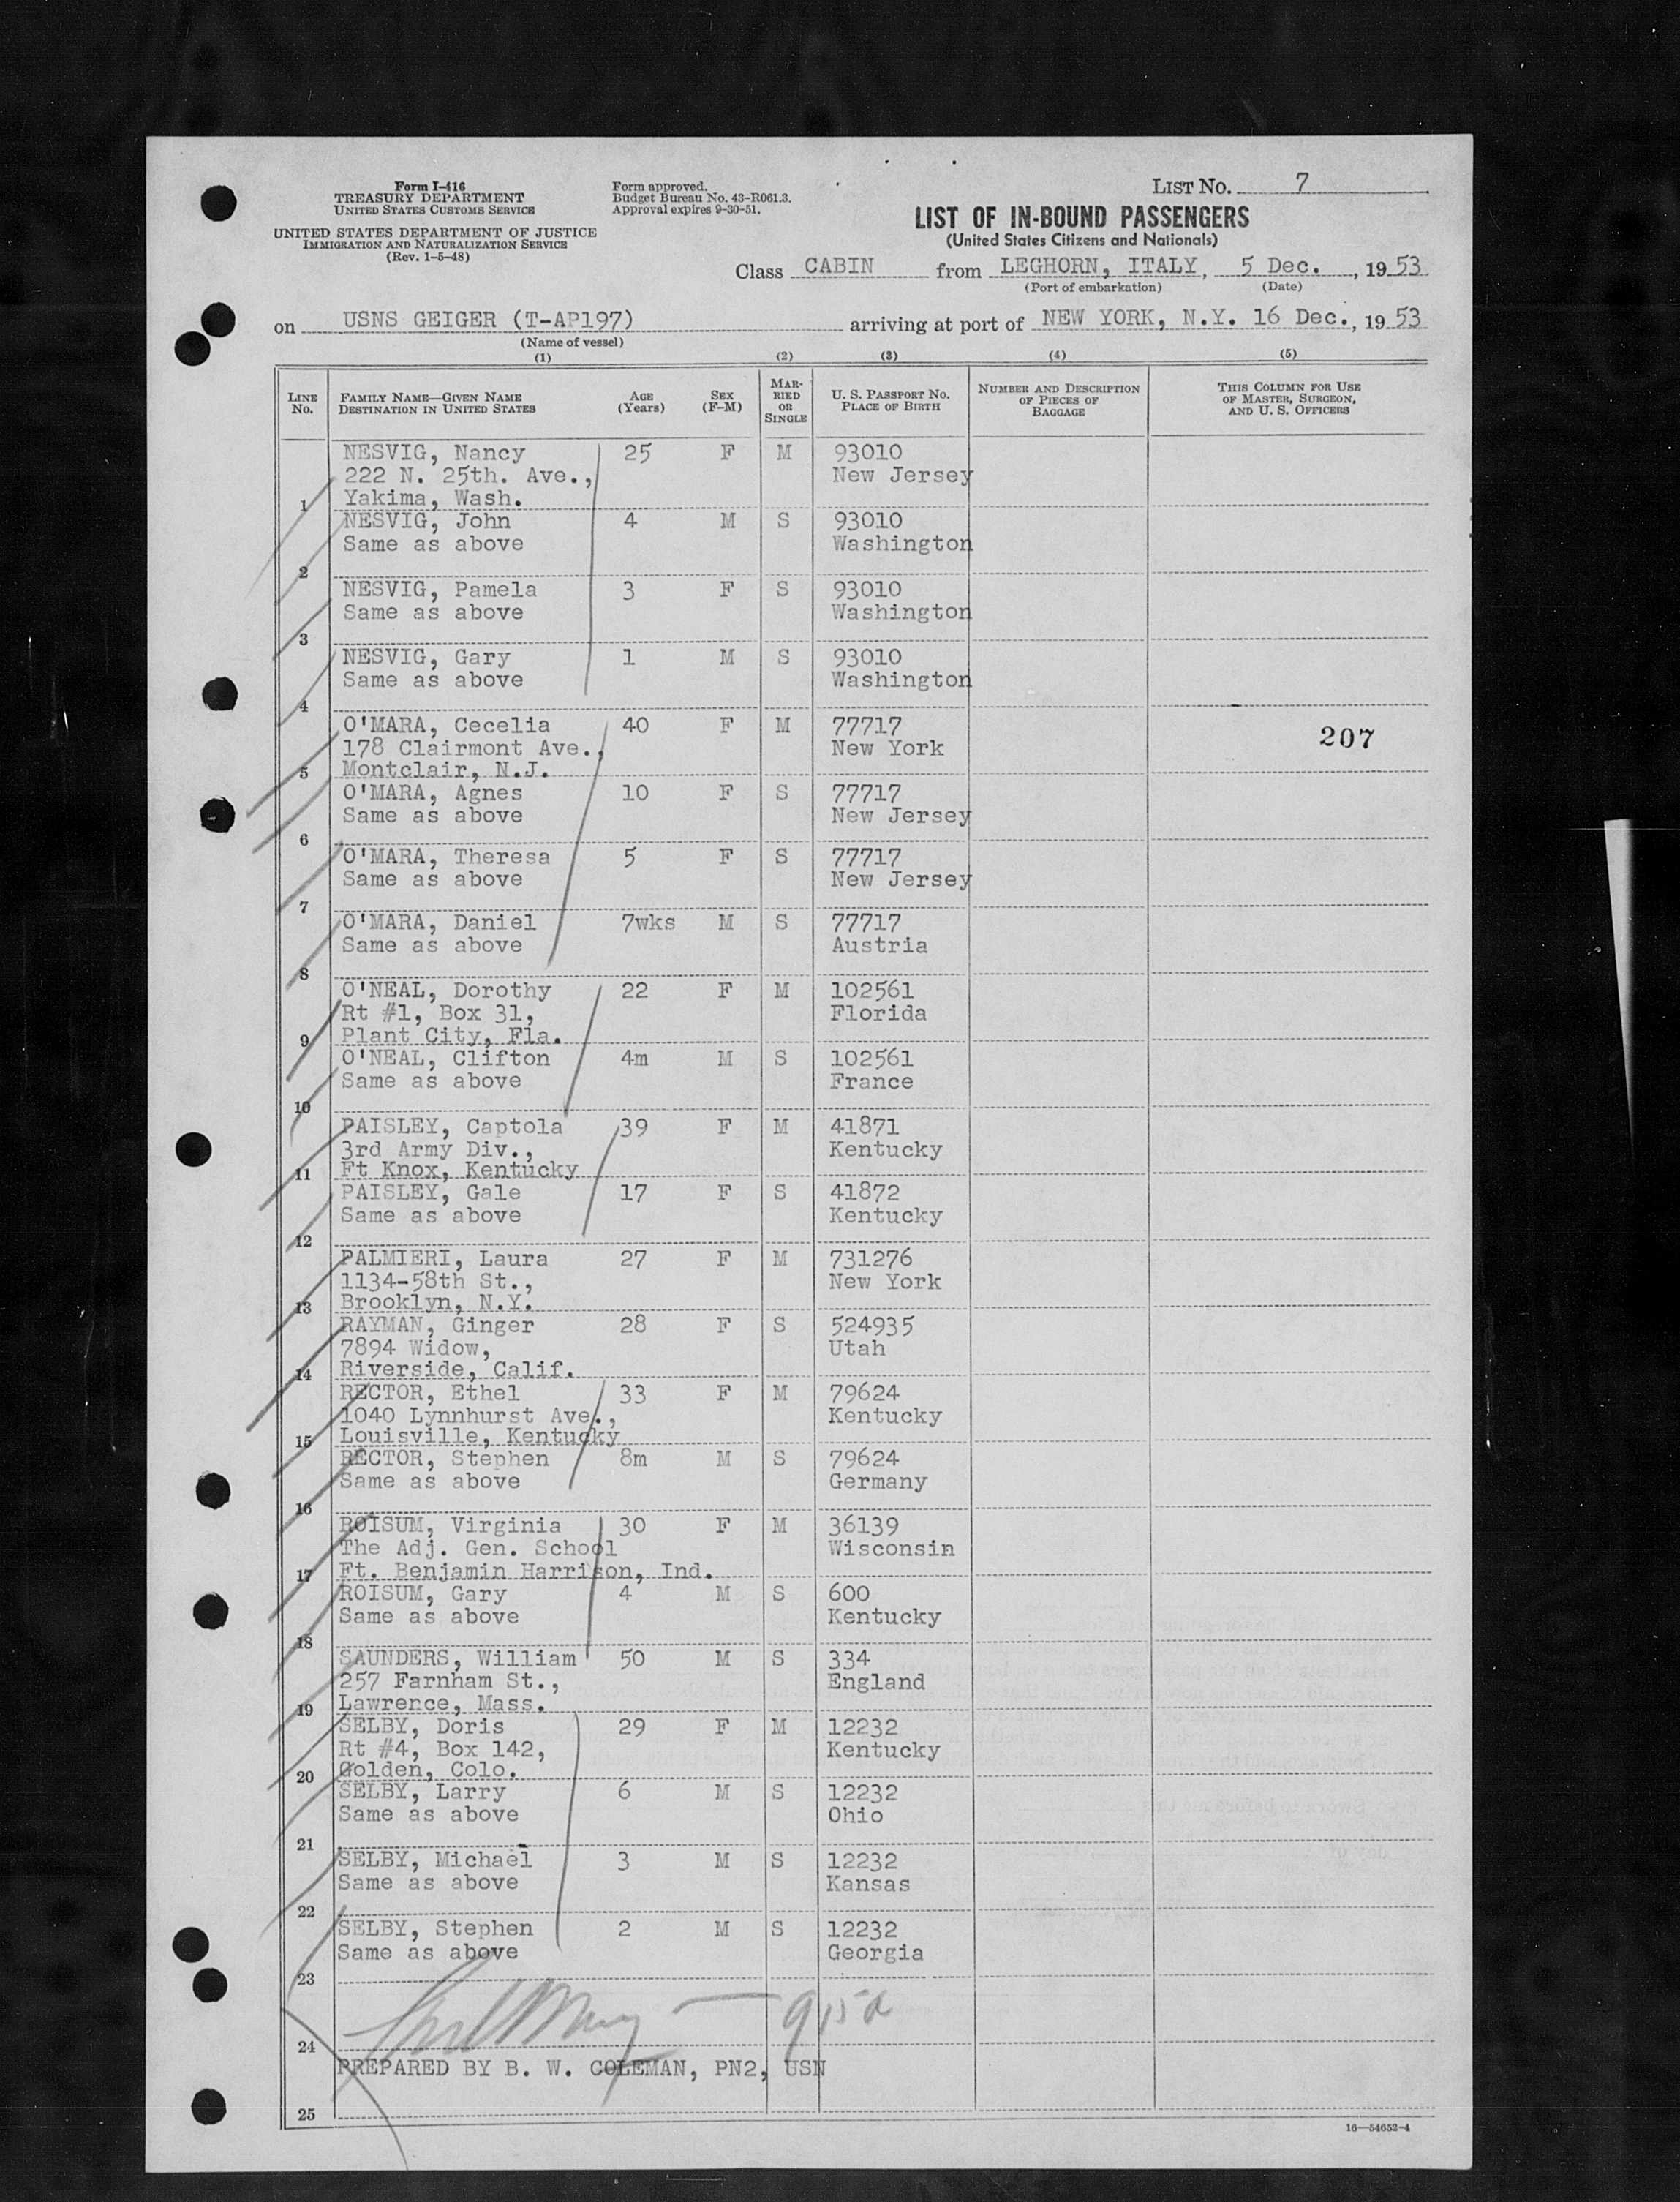 Form I-416
TREASURY DEPARTMENT
UNITED STATES CUSTOMS SERVICE
UNITED STATES DEPARTMENT OF JUSTICE
IMMIGRATION AND NATURALIZATION SERVICE
(Rev. 1-5-48)
Form approved.
Budget Bureau No. 43-R061.3.
Approval expires 9-30-51.
LIST NO. 7
LIST OF IN-BOUND PASSENGERS
(United States Citizens and Nationals)
Class CABIN from LEGHORN, ITALY, 5 Dec., 1953
(Port of embarkation) (Date)
on USNS GEIGER (T-AP197) arriving at port of NEW YORK, N.Y. 16 Dec., 1953
(Name of vessel)
(1) (2) (3) (4) (5)
LINE No. FAMILY NAME—GIVEN NAME DESTINATION IN UNITED STATES AGE (Years) SEX (F-M) MARRIED OR SINGLE U. S. PASSPORT NO. PLACE OF BIRTH NUMBER AND DESCRIPTION OF PIECES OF BAGGAGE THIS COLUMN FOR USE OF MASTER, SURGEON, AND U. S. OFFICERS
NESVIG, Nancy 25 F M 93010
222 N. 25th. Ave., New Jersey
1 Yakima, Wash.
NESVIG, John 4 M S 93010
Same as above Washington
2
NESVIG, Pamela 3 F S 93010
Same as above Washington
3
NESVIG, Gary 1 M S 93010
Same as above Washington
4
O'MARA, Cecelia 40 F M 77717 207
178 Clairmont Ave., New York
5 Montclair, N.J.
O'MARA, Agnes 10 F S 77717
Same as above New Jersey
6
O'MARA, Theresa 5 F S 77717
Same as above New Jersey
7
O'MARA, Daniel 7wks M S 77717
Same as above Austria
8
O'NEAL, Dorothy 22 F M 102561
Rt #1, Box 31, Florida
9 Plant City, Fla.
O'NEAL, Clifton 4m M S 102561
Same as above France
10
PAISLEY, Captola 39 F M 41871
3rd Army Div., Kentucky
11 Ft Knox, Kentucky
PAISLEY, Gale 17 F S 41872
Same as above Kentucky
12
PALMIERI, Laura 27 F M 731276
1134-58th St., New York
13 Brooklyn, N.Y.
RAYMAN, Ginger 28 F S 524935
7894 Widow, Utah
14 Riverside, Calif.
RECTOR, Ethel 33 F M 79624
1040 Lynnhurst Ave., Kentucky
15 Louisville, Kentucky
RECTOR, Stephen 8m M S 79624
Same as above Germany
16
ROISUM, Virginia 30 F M 36139
The Adj. Gen. School Wisconsin
17 Ft. Benjamin Harrison, Ind.
ROISUM, Gary 4 M S 600
Same as above Kentucky
18
SAUNDERS, William 50 M S 334
257 Farnham St., England
19 Lawrence, Mass.
SELBY, Doris 29 F M 12232
Rt #4, Box 142, Kentucky
20 Golden, Colo.
SELBY, Larry 6 M S 12232
Same as above Ohio
21
SELBY, Michael 3 M S 12232
Same as above Kansas
22
SELBY, Stephen 2 M S 12232
Same as above Georgia
23
24
PREPARED BY B. W. COLEMAN, PN2, USN
25
16—54652-4